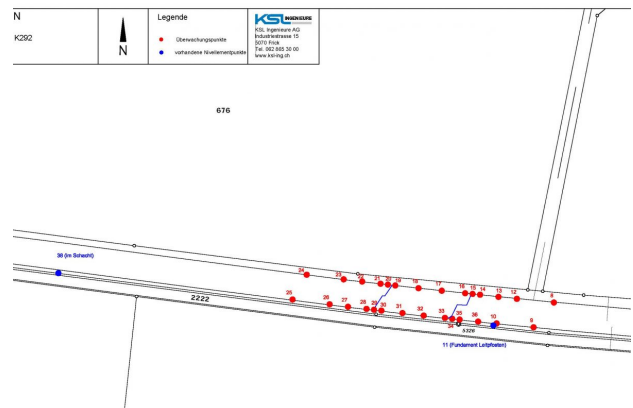 N
K292
N
Legende
Überwachungspunkte
vorhandene Nivellementpunkte
KSL INGENIEURE
KSL Ingenieure AG
Industriestrasse 15
5070 Frick
Tel. 062 865 30 00
www.ksl-ing.ch
676
38 (im Schacht)
24
23
22
21
20
19
18
17
16
15
14
13
12
8
25
26
27
28
29
30
31
32
33
34
35
36
10
9
2222
5326
11 (Fundament Leitpfosten)